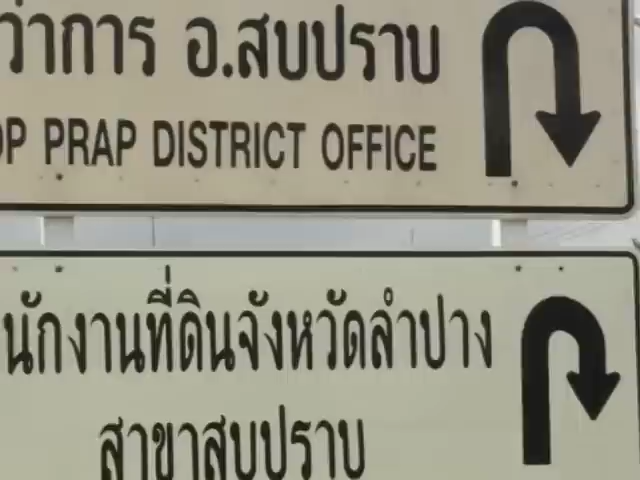 ว่าการ อ.สบปราบ
OP PRAP DISTRICT OFFICE
นักงานที่ดินจังหวัดลำปาง
สาขาสบปราบ